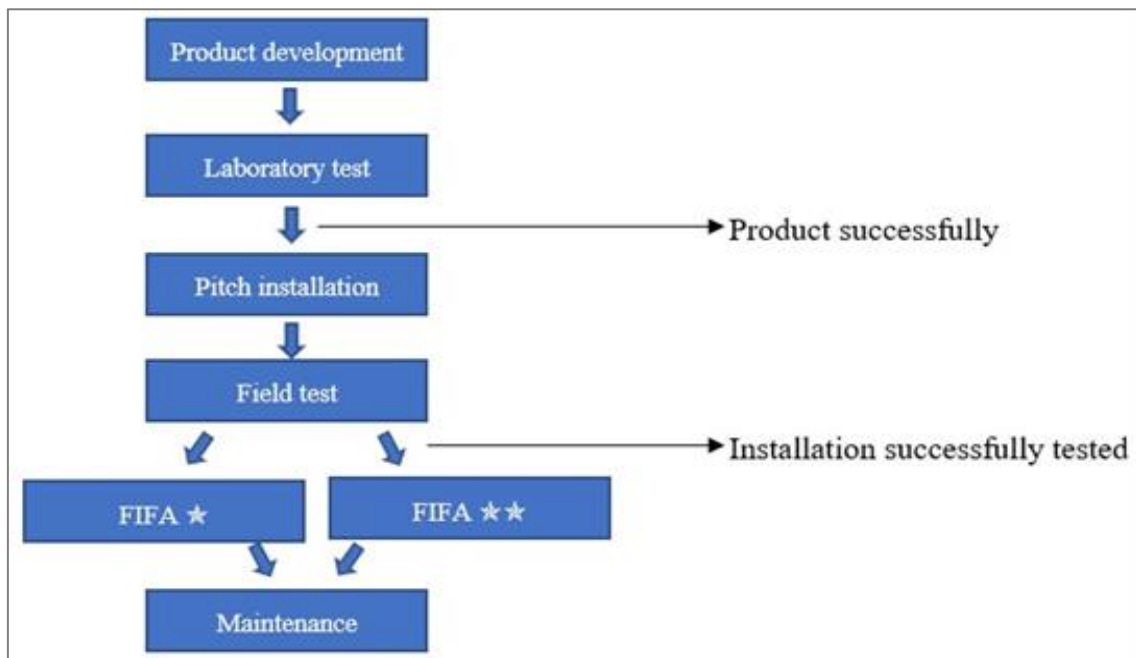 Product development
Laboratory test
Product successfully
Pitch installation
Field test
Installation successfully tested
FIFA ★
FIFA ★★
Maintenance